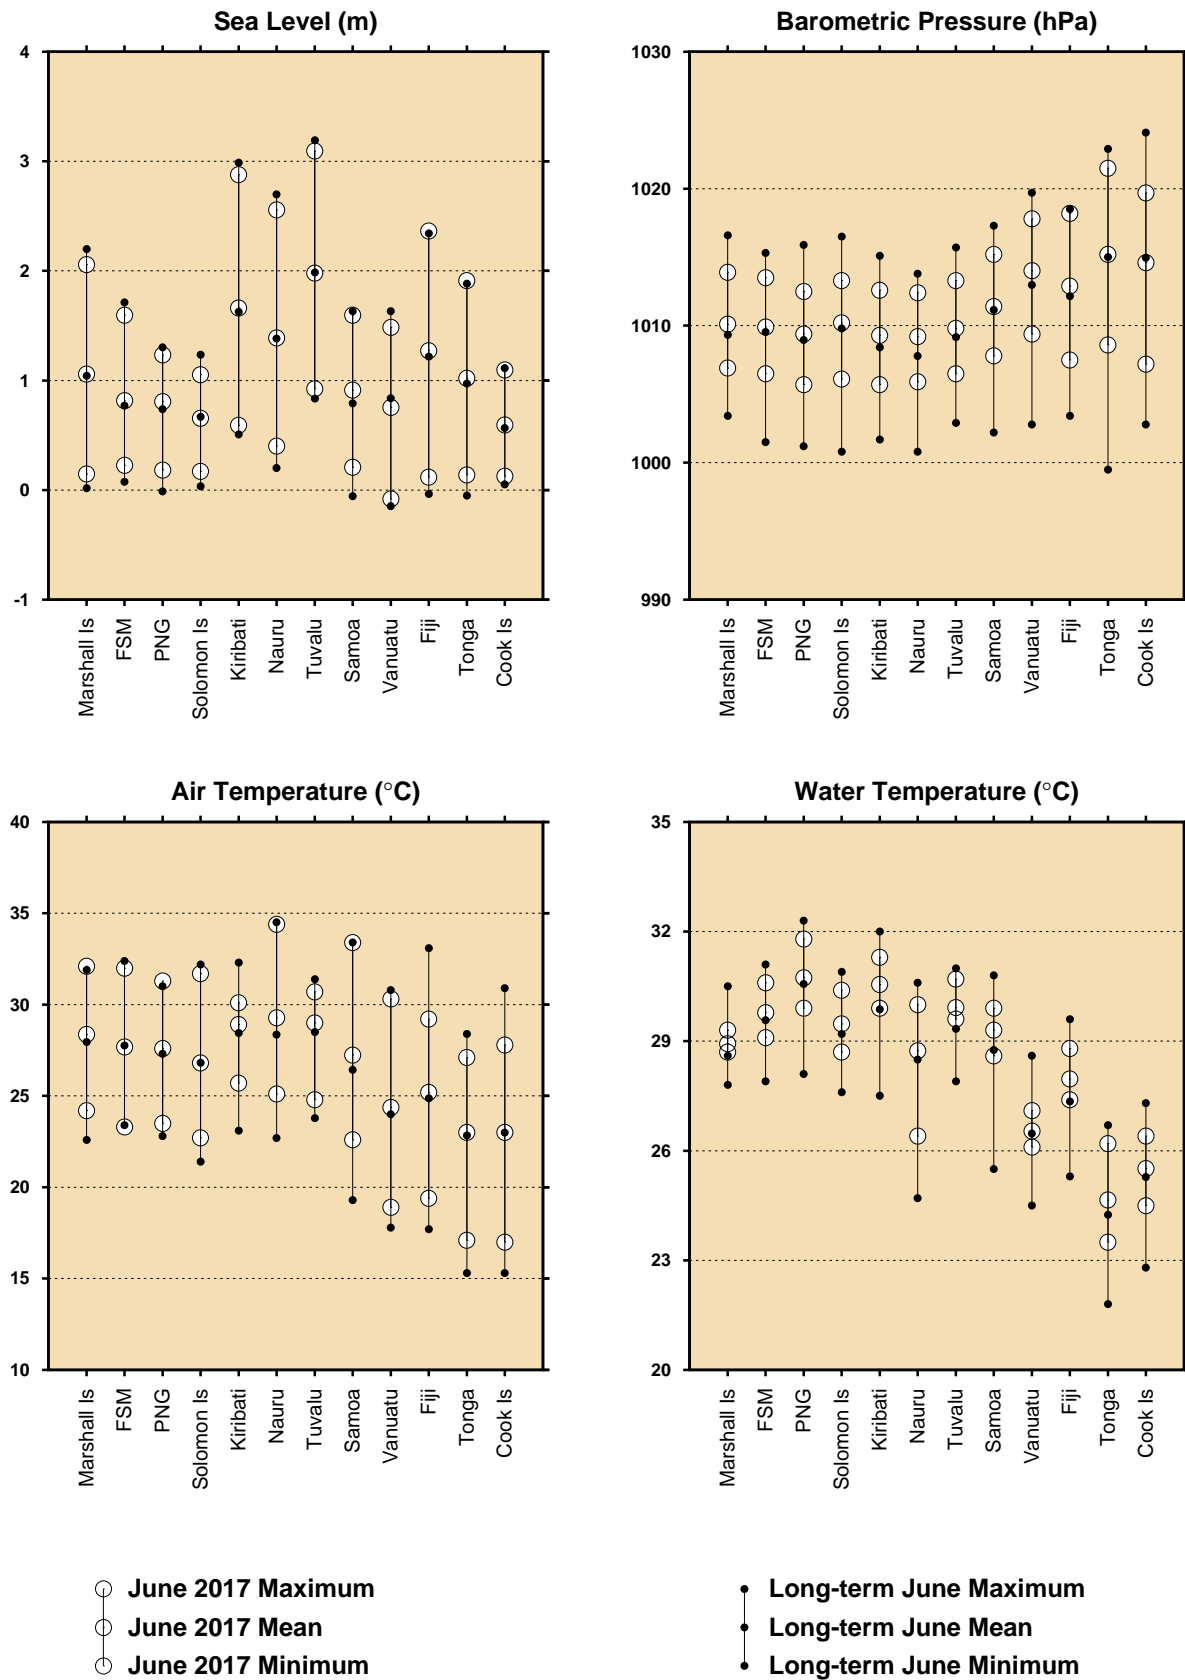 Sea Level (m)
4
3
2
1
0
-1
Marshall Is
FSM
PNG
Solomon Is
Kiribati
Nauru
Tuvalu
Samoa
Vanuatu
Fiji
Tonga
Cook Is
Barometric Pressure (hPa)
1030
1020
1010
1000
990
Marshall Is
FSM
PNG
Solomon Is
Kiribati
Nauru
Tuvalu
Samoa
Vanuatu
Fiji
Tonga
Cook Is
Air Temperature (°C)
40
35
30
25
20
15
10
Marshall Is
FSM
PNG
Solomon Is
Kiribati
Nauru
Tuvalu
Samoa
Vanuatu
Fiji
Tonga
Cook Is
Water Temperature (°C)
35
32
29
26
23
20
Marshall Is
FSM
PNG
Solomon Is
Kiribati
Nauru
Tuvalu
Samoa
Vanuatu
Fiji
Tonga
Cook Is
June 2017 Maximum
June 2017 Mean
June 2017 Minimum
Long-term June Maximum
Long-term June Mean
Long-term June Minimum